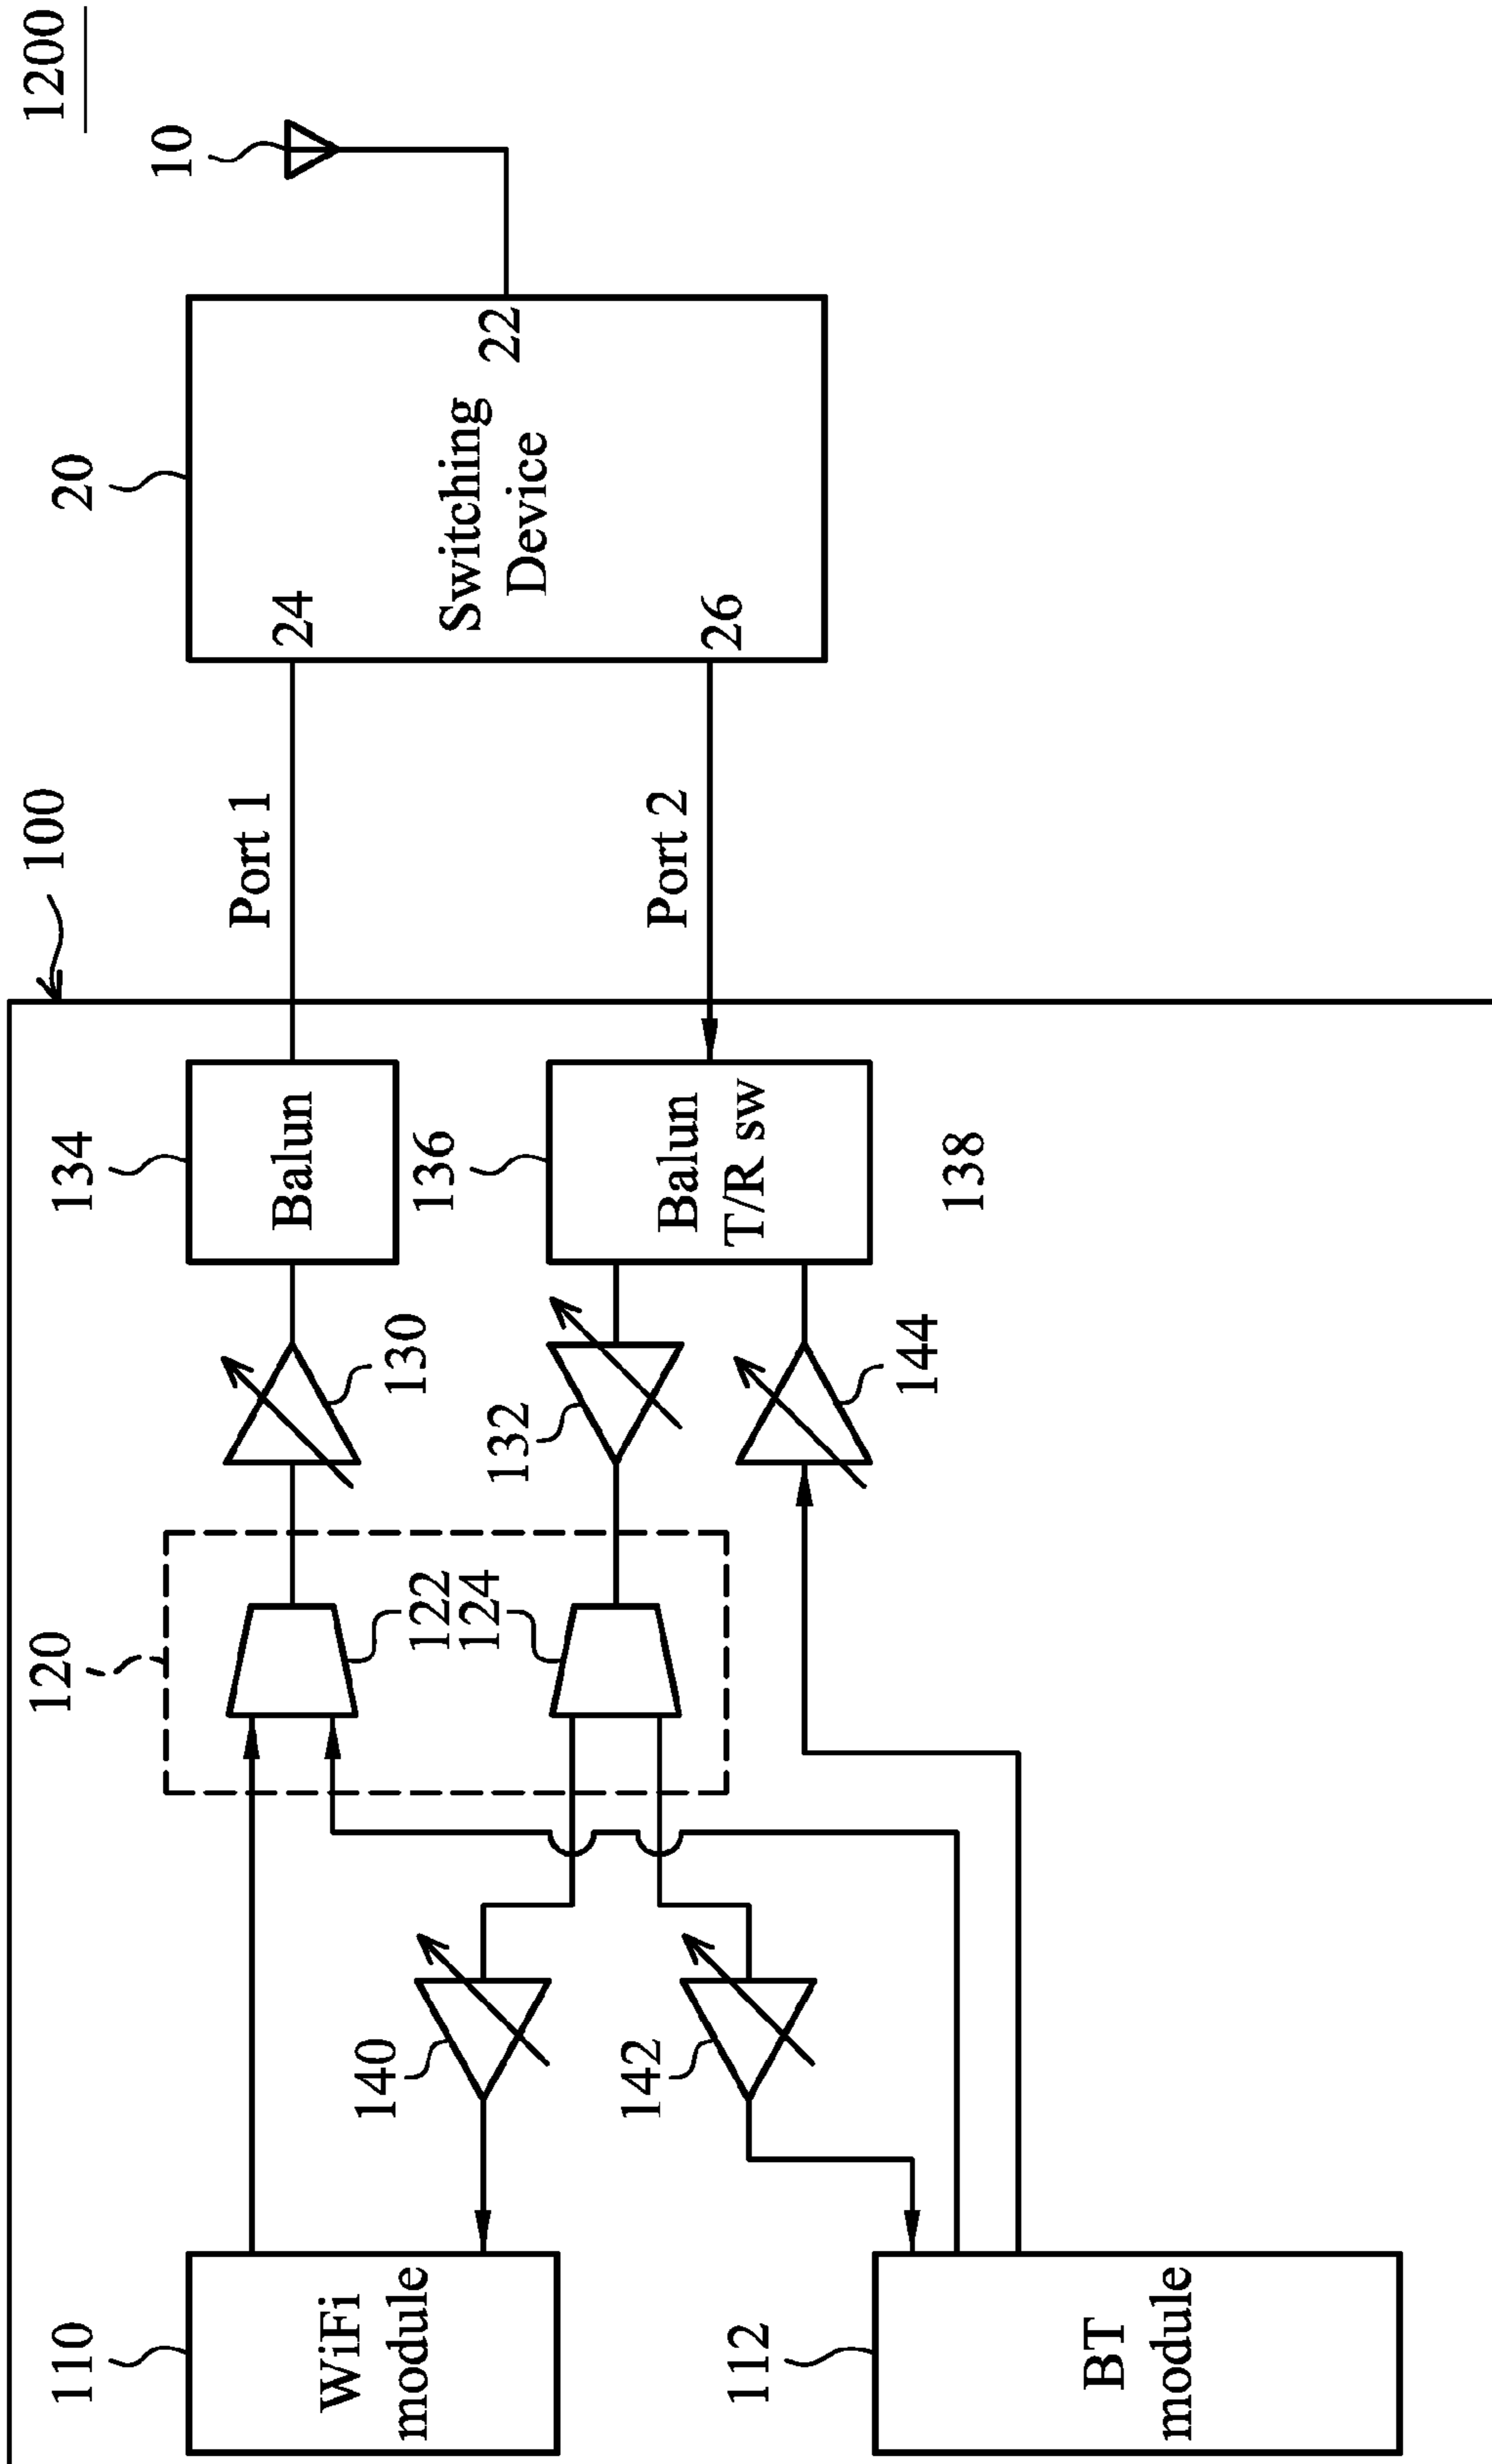 1200
10
20
22
24
Switching
Device
26
100
Port 1
Port 2
134
Balun
136
Balun
T/R sw
138
130
132
144
120
122
124
140
142
110
WiFi
module
112
BT
module